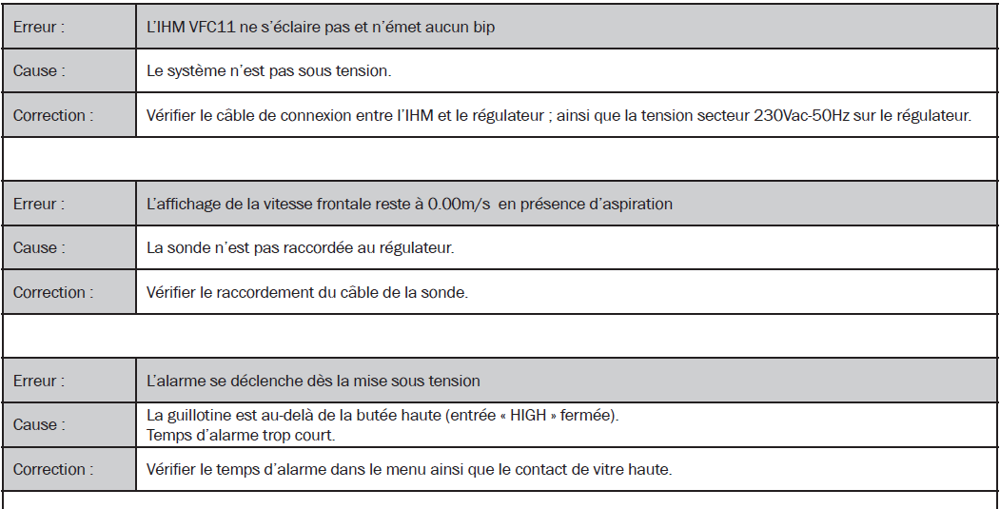 Erreur : L’IHM VFC11 ne s’éclaire pas et n’émet aucun bip
Cause : Le système n’est pas sous tension.
Correction : Vérifier le câble de connexion entre l’IHM et le régulateur ; ainsi que la tension secteur 230Vac-50Hz sur le régulateur.
Erreur : L’affichage de la vitesse frontale reste à 0.00m/s en présence d’aspiration
Cause : La sonde n’est pas raccordée au régulateur.
Correction : Vérifier le raccordement du câble de la sonde.
Erreur : L’alarme se déclenche dès la mise sous tension
Cause : La guillotine est au-delà de la butée haute (entrée « HIGH » fermée).
Temps d’alarme trop court.
Correction : Vérifier le temps d’alarme dans le menu ainsi que le contact de vitre haute.